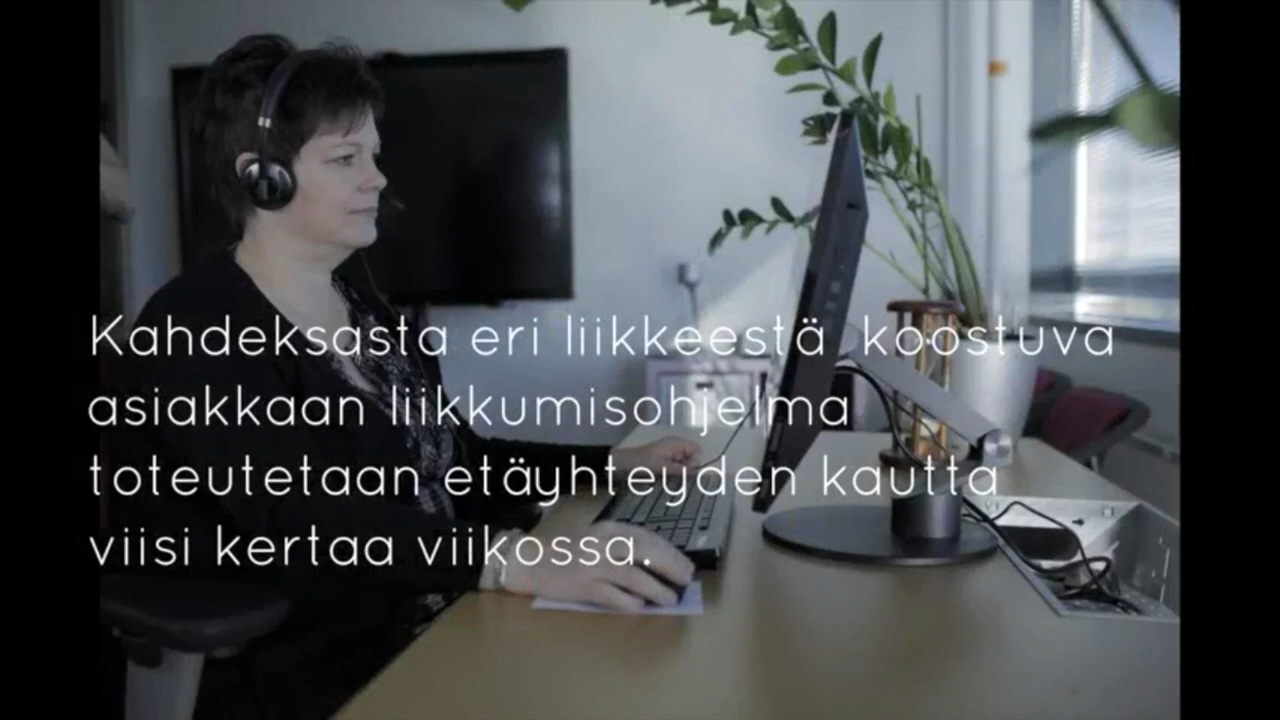 Kahdeksasta eri liikkeestä koostuva
asiakkaan liikkumisohjelma
toteutetaan etäyhteyden kautta
viisi kertaa viikossa.